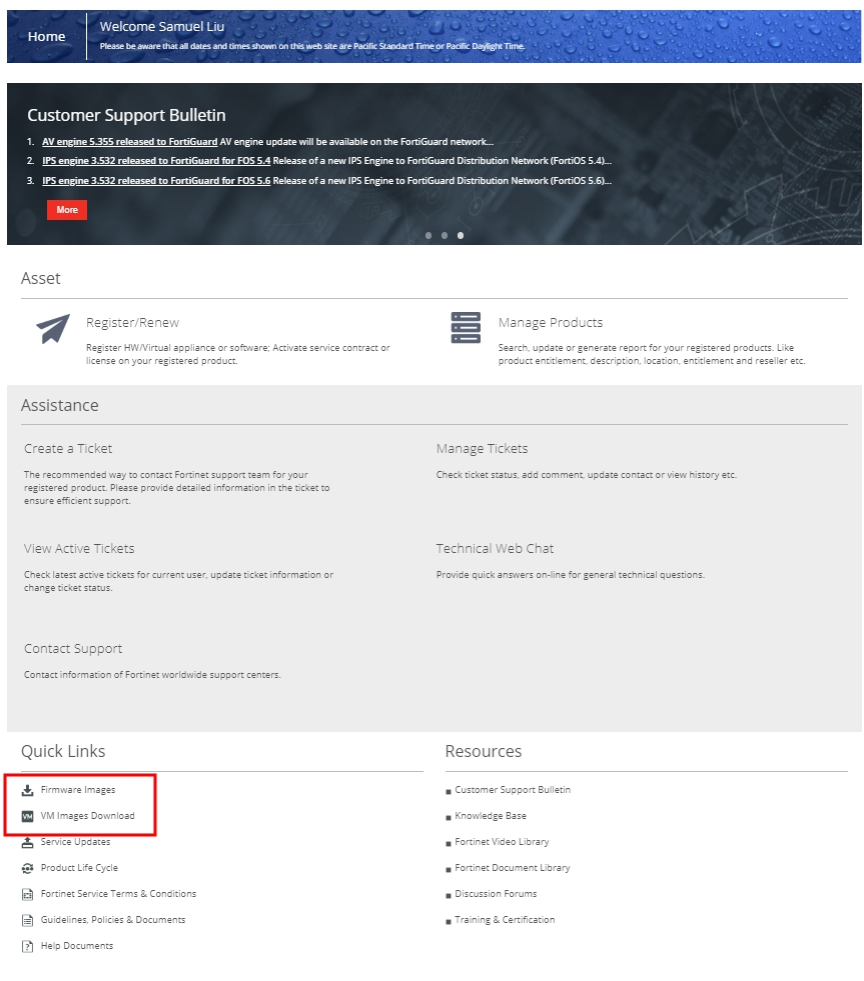 Home
Welcome Samuel Liu
Please be aware that all dates and times shown on this web site are Pacific Standard Time or Pacific Daylight Time.
Customer Support Bulletin
1. AV engine 5.355 released to FortiGuard AV engine update will be available on the FortiGuard network...
2. IPS engine 3.532 released to FortiGuard for FOS 5.4 Release of a new IPS Engine to FortiGuard Distribution Network (FortiOS 5.4)...
3. IPS engine 3.532 released to FortiGuard for FOS 5.6 Release of a new IPS Engine to FortiGuard Distribution Network (FortiOS 5.6)...
More
Asset
Register/Renew
Register HW/Virtual appliance or software; Activate service contract or
license on your registered product.
Manage Products
Search, update or generate report for your registered products. Like
product entitlement, description, location, entitlement and reseller etc.
Assistance
Create a Ticket
The recommended way to contact Fortinet support team for your
registered product. Please provide detailed information in the ticket to
ensure efficient support.
Manage Tickets
Check ticket status, add comment, update contact or view history etc.
View Active Tickets
Check latest active tickets for current user, update ticket information or
change ticket status.
Technical Web Chat
Provide quick answers on-line for general technical questions.
Contact Support
Contact information of Fortinet worldwide support centers.
Quick Links
Firmware Images
VM VM Images Download
Service Updates
Product Life Cycle
Fortinet Service Terms & Conditions
Guidelines, Policies & Documents
? Help Documents
Resources
Customer Support Bulletin
Knowledge Base
Fortinet Video Library
Fortinet Document Library
Discussion Forums
Training & Certification